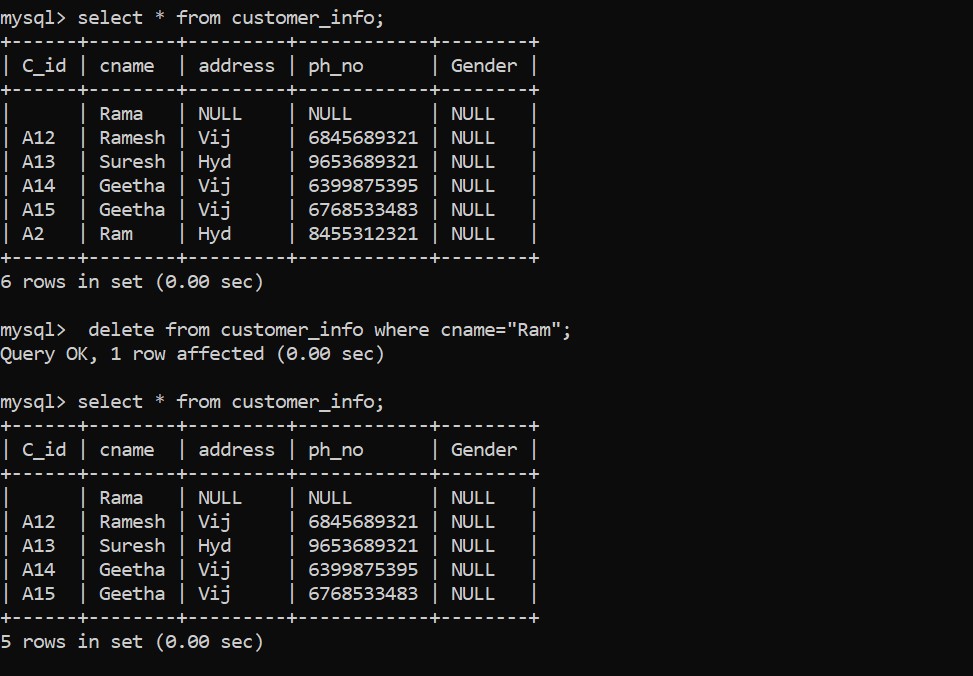 mysql> select * from customer_info;
+------+--------+---------+------------+--------+
| C_id | cname  | address | ph_no      | Gender |
+------+--------+---------+------------+--------+
|      | Rama   | NULL    | NULL       | NULL   |
| A12  | Ramesh | Vij     | 6845689321 | NULL   |
| A13  | Suresh | Hyd     | 9653689321 | NULL   |
| A14  | Geetha | Vij     | 6399875395 | NULL   |
| A15  | Geetha | Vij     | 6768533483 | NULL   |
| A2   | Ram    | Hyd     | 8455312321 | NULL   |
+------+--------+---------+------------+--------+
6 rows in set (0.00 sec)

mysql>  delete from customer_info where cname="Ram";
Query OK, 1 row affected (0.00 sec)

mysql> select * from customer_info;
+------+--------+---------+------------+--------+
| C_id | cname  | address | ph_no      | Gender |
+------+--------+---------+------------+--------+
|      | Rama   | NULL    | NULL       | NULL   |
| A12  | Ramesh | Vij     | 6845689321 | NULL   |
| A13  | Suresh | Hyd     | 9653689321 | NULL   |
| A14  | Geetha | Vij     | 6399875395 | NULL   |
| A15  | Geetha | Vij     | 6768533483 | NULL   |
+------+--------+---------+------------+--------+
5 rows in set (0.00 sec)